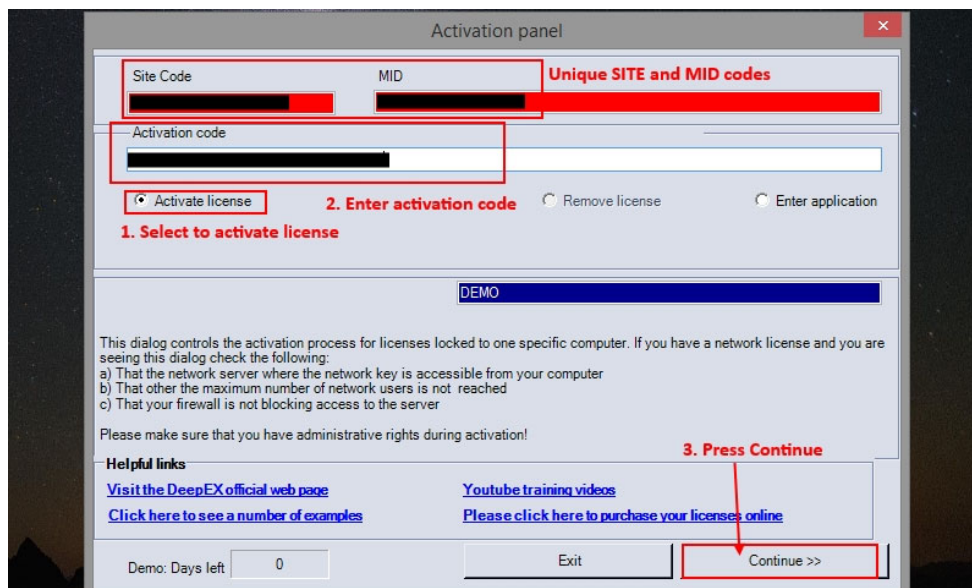 Activation panel
Site Code
MID
Unique SITE and MID codes
Activation code
Activate license
2. Enter activation code
Remove license
Enter application
1. Select to activate license
DEMO
This dialog controls the activation process for licenses locked to one specific computer. If you have a network license and you are
seeing this dialog check the following:
a) That the network server where the network key is accessible from your computer
b) That other the maximum number of network users is not reached
c) That your firewall is not blocking access to the server
Please make sure that you have administrative rights during activation!
3. Press Continue
Helpful links
Visit the DeepEX official web page
Youtube training videos
Click here to see a number of examples
Please click here to purchase your licenses online
Demo: Days left
0
Exit
Continue >>